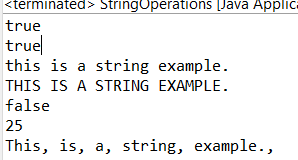 <terminated> StringOperations [Java Applica
true
true
this is a string example.
THIS IS A STRING EXAMPLE.
false
25
This, is, a, string, example.,